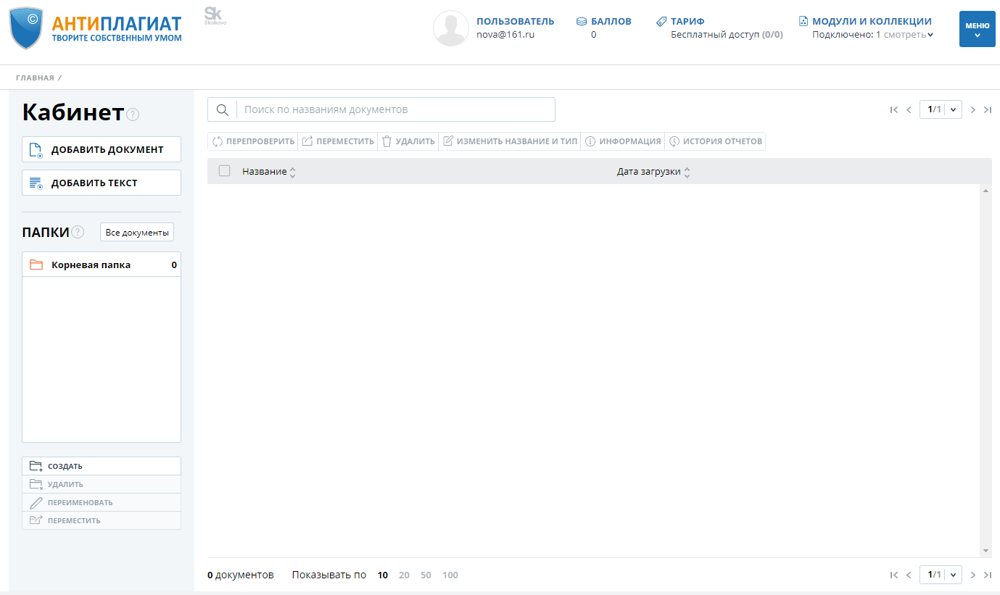 ©
АНТИПЛАГИАТ
ТВОРИТЕ СОБСТВЕННЫМ УМОМ
Sk
Skolkovo
ПОЛЬЗОВАТЕЛЬ
nova@161.ru
БАЛЛОВ
0
ТАРИФ
Бесплатный доступ (0/0)
МОДУЛИ И КОЛЛЕКЦИИ
Подключено: 1 смотреть
МЕНЮ
ГЛАВНАЯ /
Кабинет ?
ДОБАВИТЬ ДОКУМЕНТ
ДОБАВИТЬ ТЕКСТ
ПАПКИ ? Все документы
Корневая папка 0
СОЗДАТЬ
УДАЛИТЬ
ПЕРЕИМЕНОВАТЬ
ПЕРЕМЕСТИТЬ
Поиск по названиям документов
1/1
ПЕРЕПРОВЕРИТЬ ПЕРЕМЕСТИТЬ УДАЛИТЬ ИЗМЕНИТЬ НАЗВАНИЕ И ТИП ИНФОРМАЦИЯ ИСТОРИЯ ОТЧЕТОВ
Название Дата загрузки
0 документов Показывать по 10 20 50 100
1/1